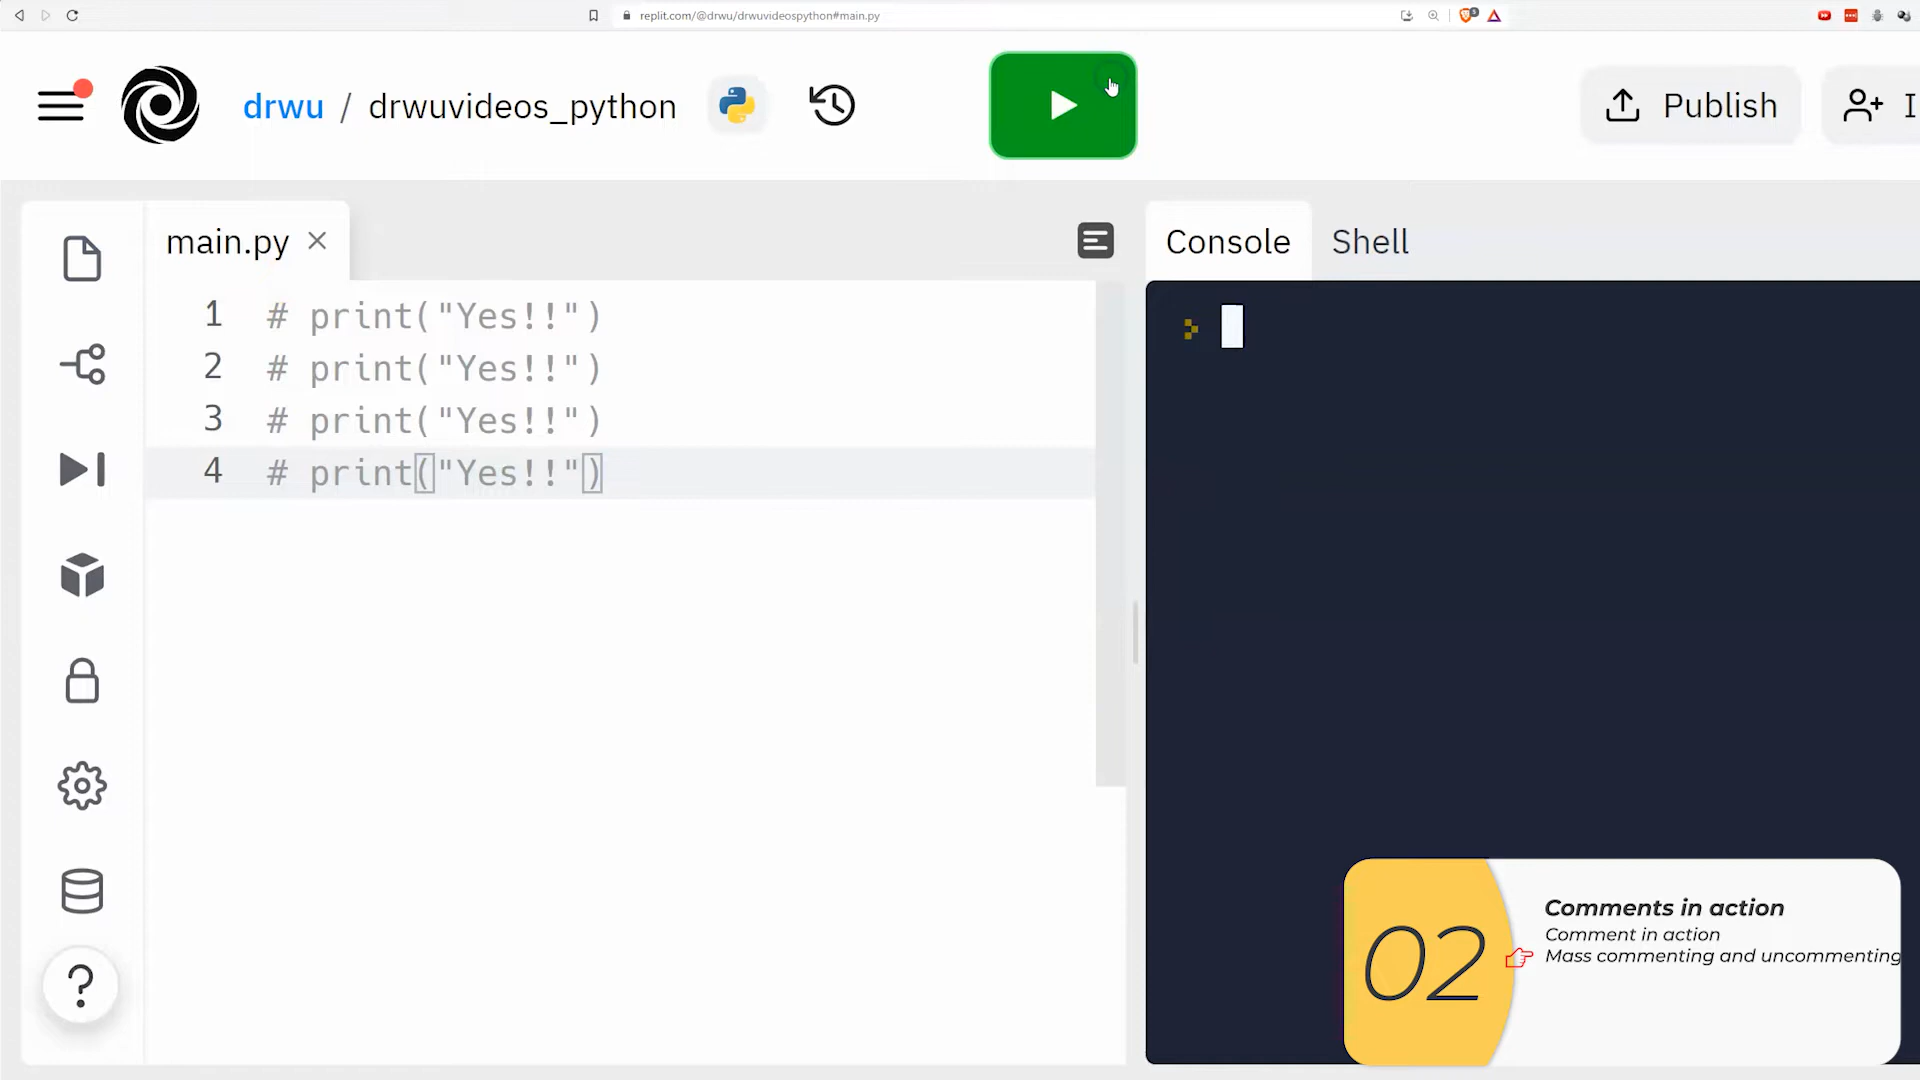 replit.com/@drwu/drwuvideospython#main.py
drwu / drwuvideos_python
Publish
I
main.py
Console
Shell
1 # print("Yes!!")
2 # print("Yes!!")
3 # print("Yes!!")
4 # print("Yes!!")
?
02
Comments in action
Comment in action
Mass commenting and uncommenting